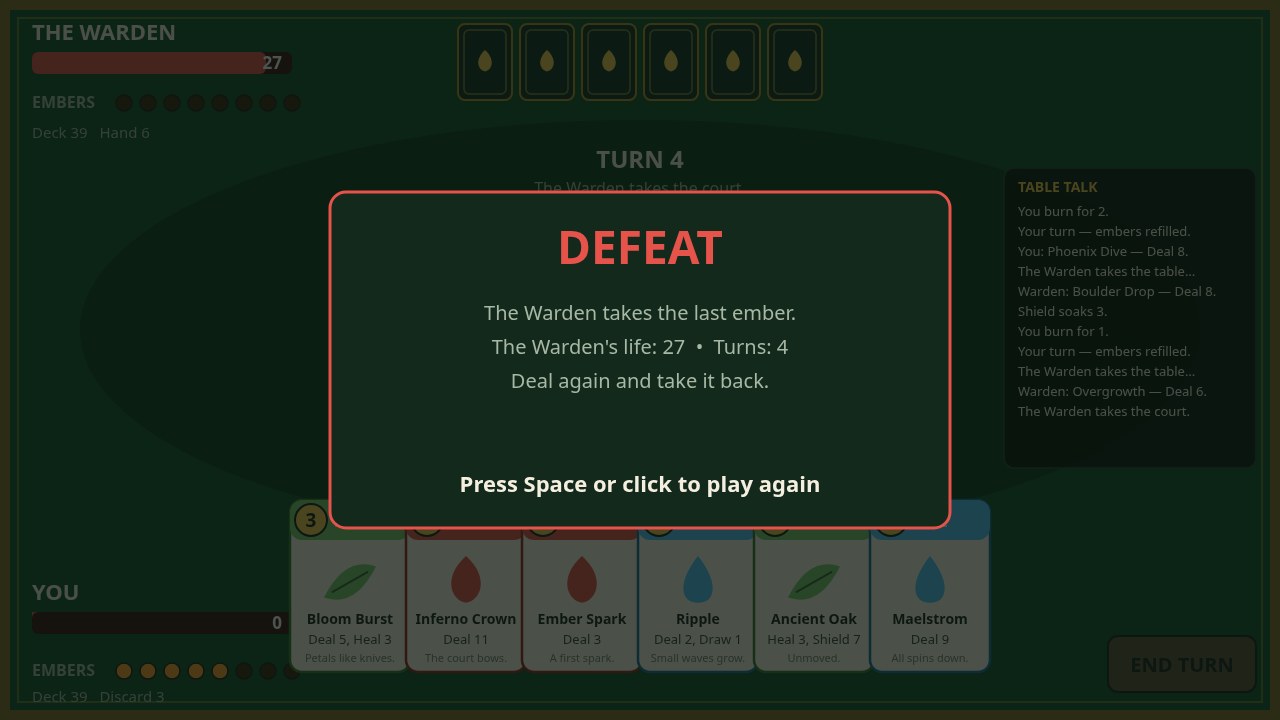 THE WARDEN
27
EMBERS
Deck 39 Hand 6
TURN 4
The Warden takes the court.
TABLE TALK
You burn for 2.
Your turn — embers refilled.
You: Phoenix Dive — Deal 8.
The Warden takes the table...
Warden: Boulder Drop — Deal 8.
Shield soaks 3.
You burn for 1.
Your turn — embers refilled.
The Warden takes the table...
Warden: Overgrowth — Deal 6.
The Warden takes the court.
DEFEAT
The Warden takes the last ember.
The Warden's life: 27 • Turns: 4
Deal again and take it back.
Press Space or click to play again
3
Bloom Burst
Deal 5, Heal 3
Petals like knives.
Inferno Crown
Deal 11
The court bows.
Ember Spark
Deal 3
A first spark.
Ripple
Deal 2, Draw 1
Small waves grow.
Ancient Oak
Heal 3, Shield 7
Unmoved.
Maelstrom
Deal 9
All spins down.
YOU
0
EMBERS
Deck 39 Discard 3
END TURN